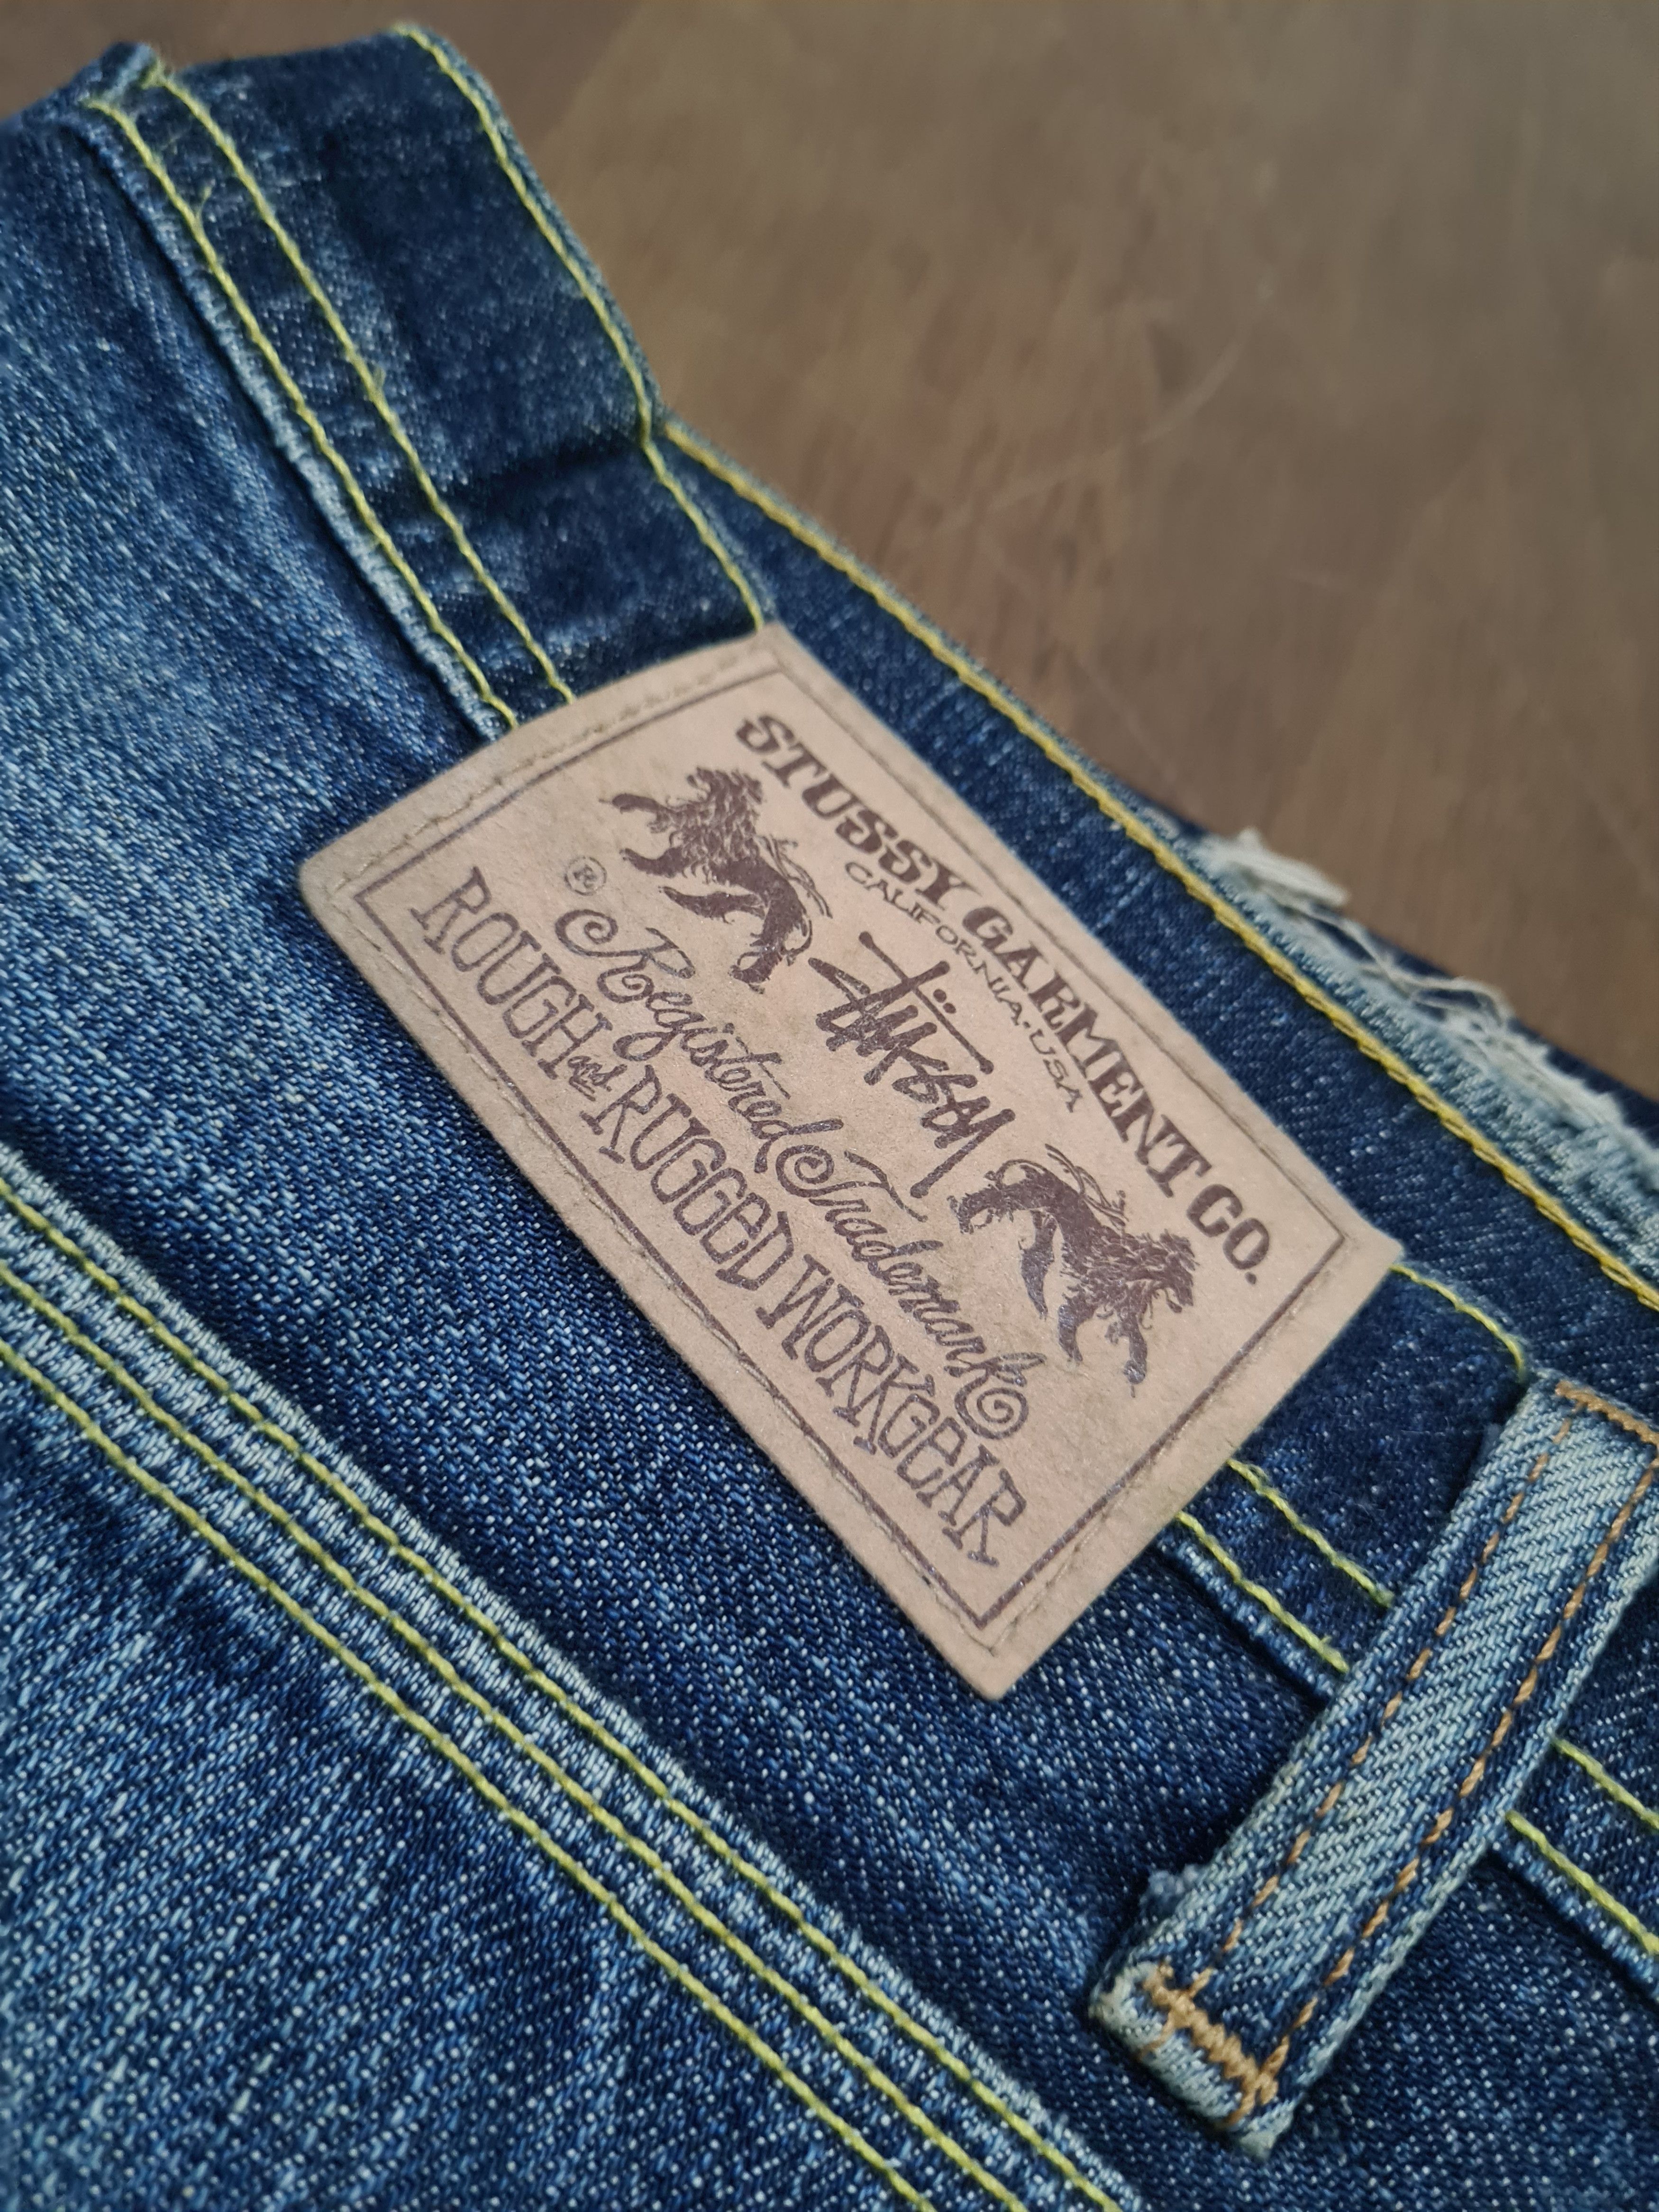 STUSSY GARMENT CO.
CALIFORNIA·USA
Stüssy
® Registered Trademark
ROUGH and RUGGED WORKGEAR